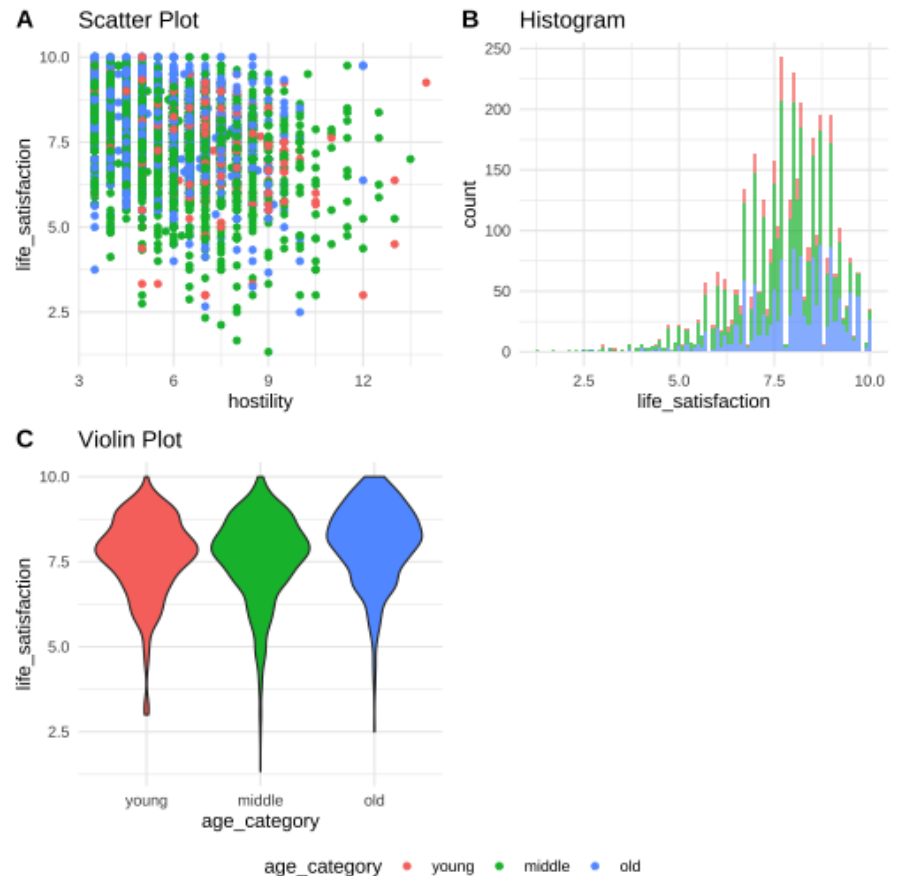 A Scatter Plot
10.0
7.5
5.0
2.5
life_satisfaction
3 6 9 12
hostility
B Histogram
250
200
150
100
50
0
count
2.5 5.0 7.5 10.0
life_satisfaction
C Violin Plot
10.0
7.5
5.0
2.5
life_satisfaction
young middle old
age_category
age_category young middle old